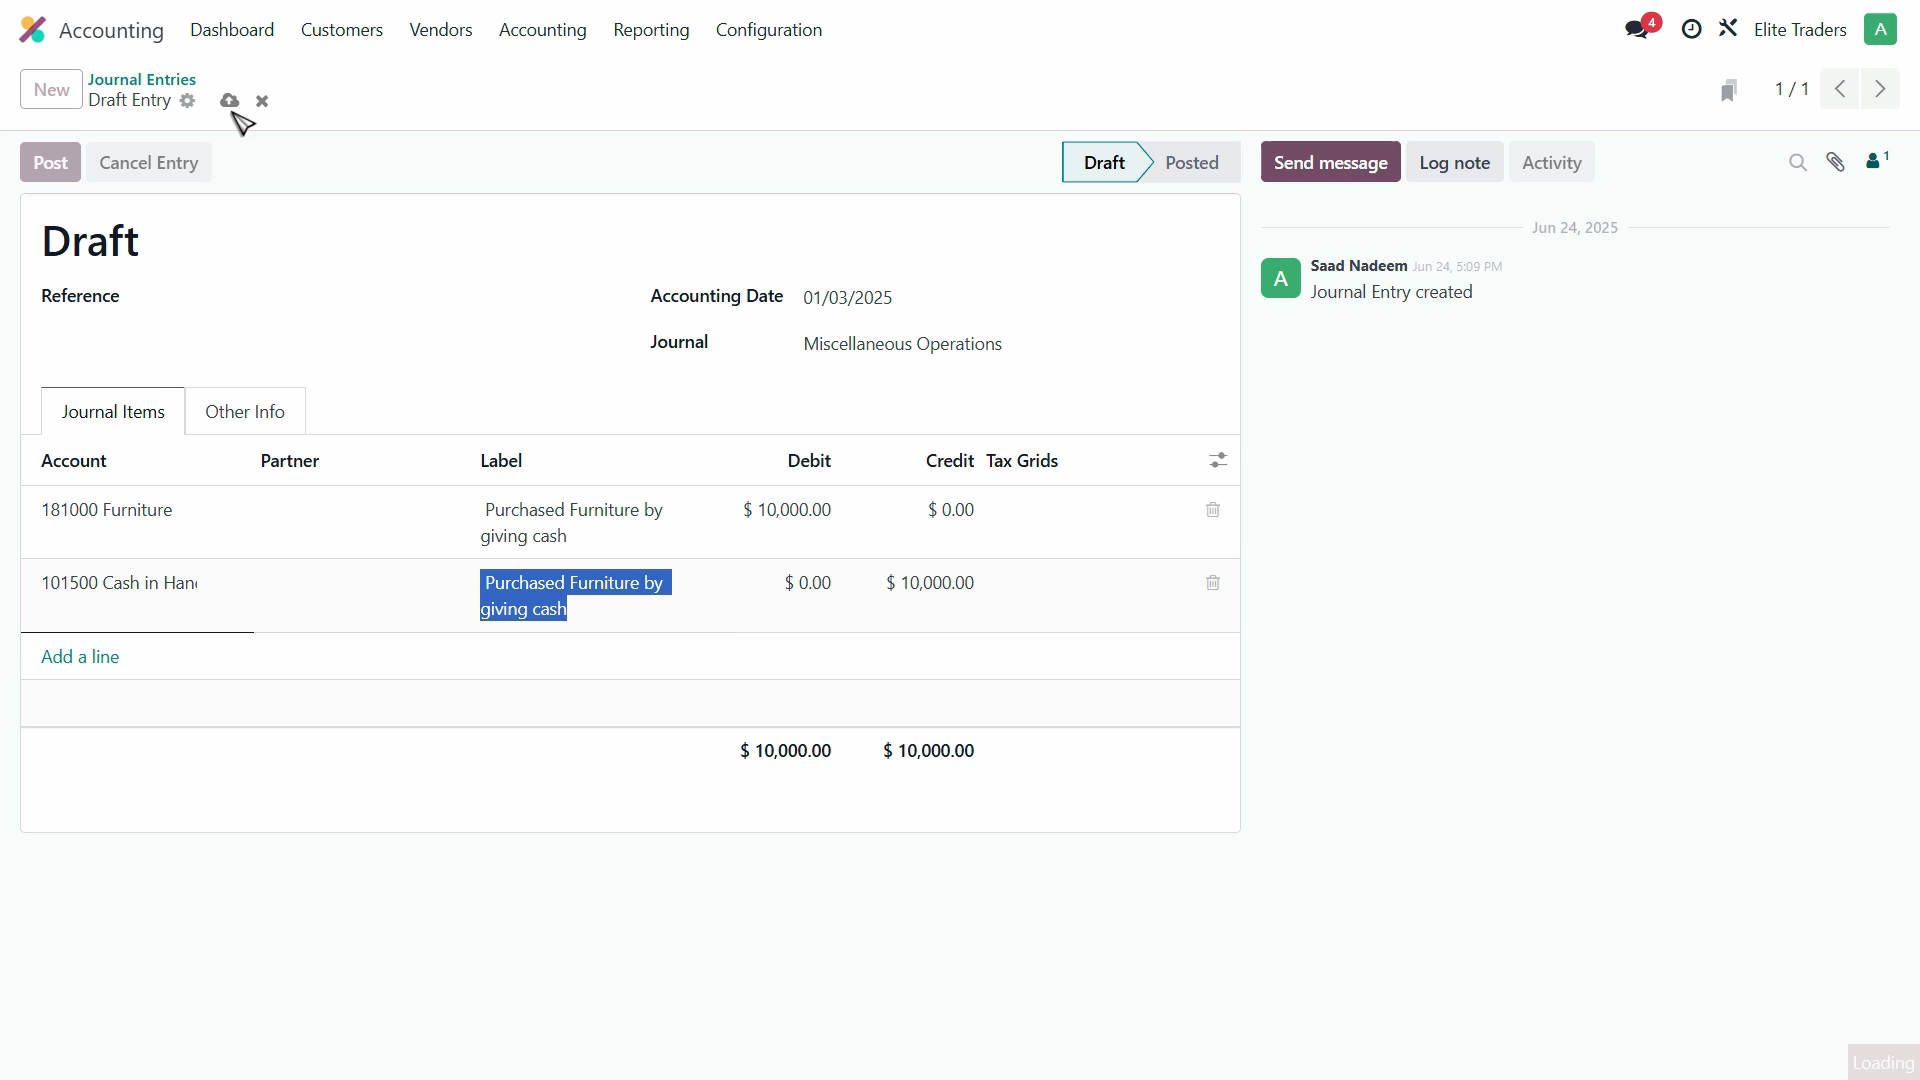 Accounting Dashboard Customers Vendors Accounting Reporting Configuration 4 Elite Traders A
New Journal Entries
Draft Entry
1 / 1
Post Cancel Entry Draft Posted Send message Log note Activity 1
Draft
Jun 24, 2025
Reference
Accounting Date 01/03/2025
Journal Miscellaneous Operations
A Saad Nadeem Jun 24, 5:09 PM
Journal Entry created
Journal Items Other Info
Account Partner Label Debit Credit Tax Grids
181000 Furniture Purchased Furniture by $ 10,000.00 $ 0.00
giving cash
101500 Cash in Hand Purchased Furniture by $ 0.00 $ 10,000.00
giving cash
Add a line
$ 10,000.00 $ 10,000.00
Loading